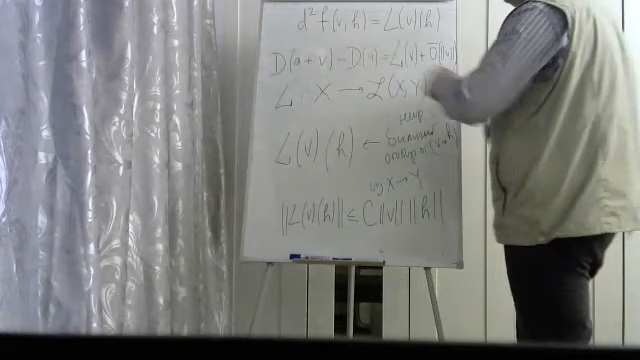 d²f(v,h) = L(v)(h)
D(a+v) - D(a) = L(v) + ō(||v||)
L : X → ℒ(X,Y
L(v)(h) ←
из X → Y
||L(v)(h)|| ≤ C||v|| ||h||